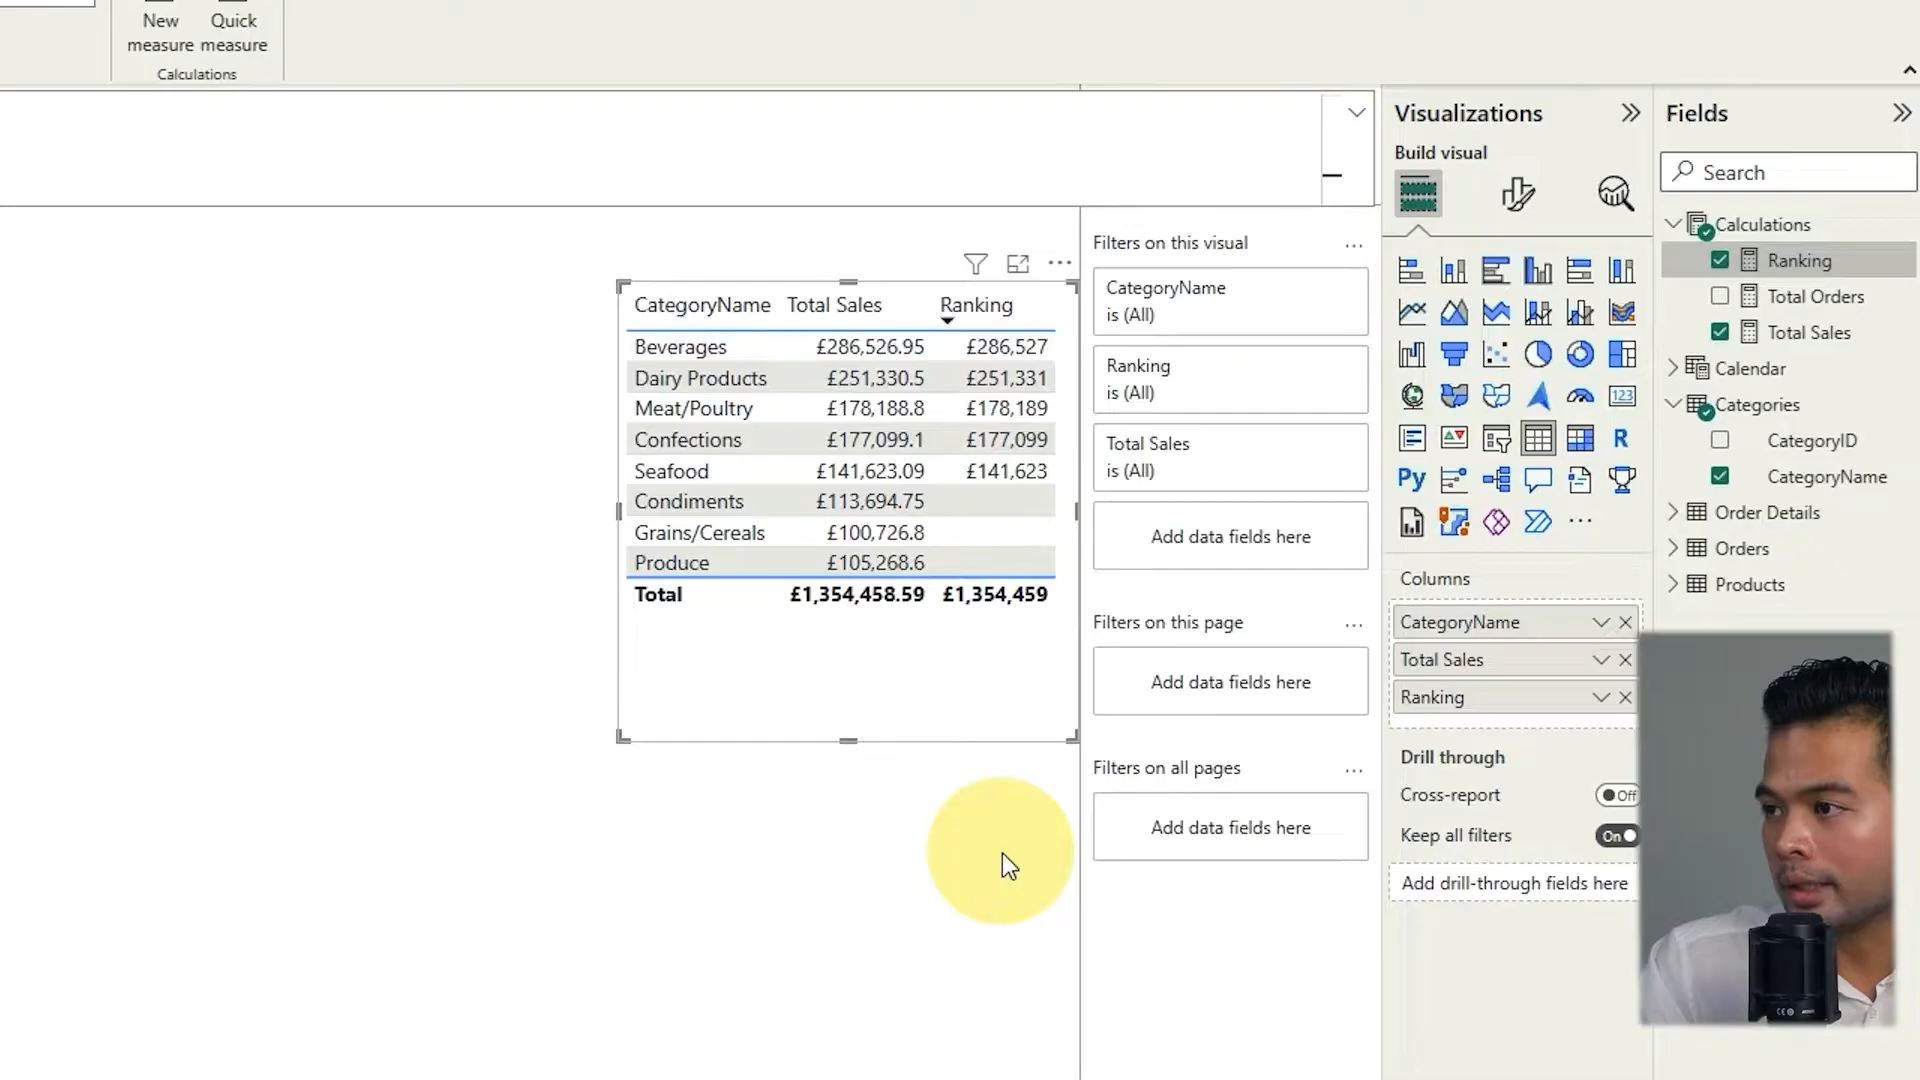 New
measure
Quick
measure
Calculations
Visualizations
Build visual
Fields
Search
Calculations
Ranking
Total Orders
Total Sales
Calendar
Categories
CategoryID
CategoryName
Order Details
Orders
Products
CategoryName Total Sales Ranking
Beverages £286,526.95 £286,527
Dairy Products £251,330.5 £251,331
Meat/Poultry £178,188.8 £178,189
Confections £177,099.1 £177,099
Seafood £141,623.09 £141,623
Condiments £113,694.75
Grains/Cereals £100,726.8
Produce £105,268.6
Total £1,354,458.59 £1,354,459
Filters on this visual
CategoryName
is (All)
Ranking
is (All)
Total Sales
is (All)
Add data fields here
Filters on this page
Add data fields here
Filters on all pages
Add data fields here
123
R
Py
Columns
CategoryName
Total Sales
Ranking
Drill through
Cross-report
Off
Keep all filters
On
Add drill-through fields here